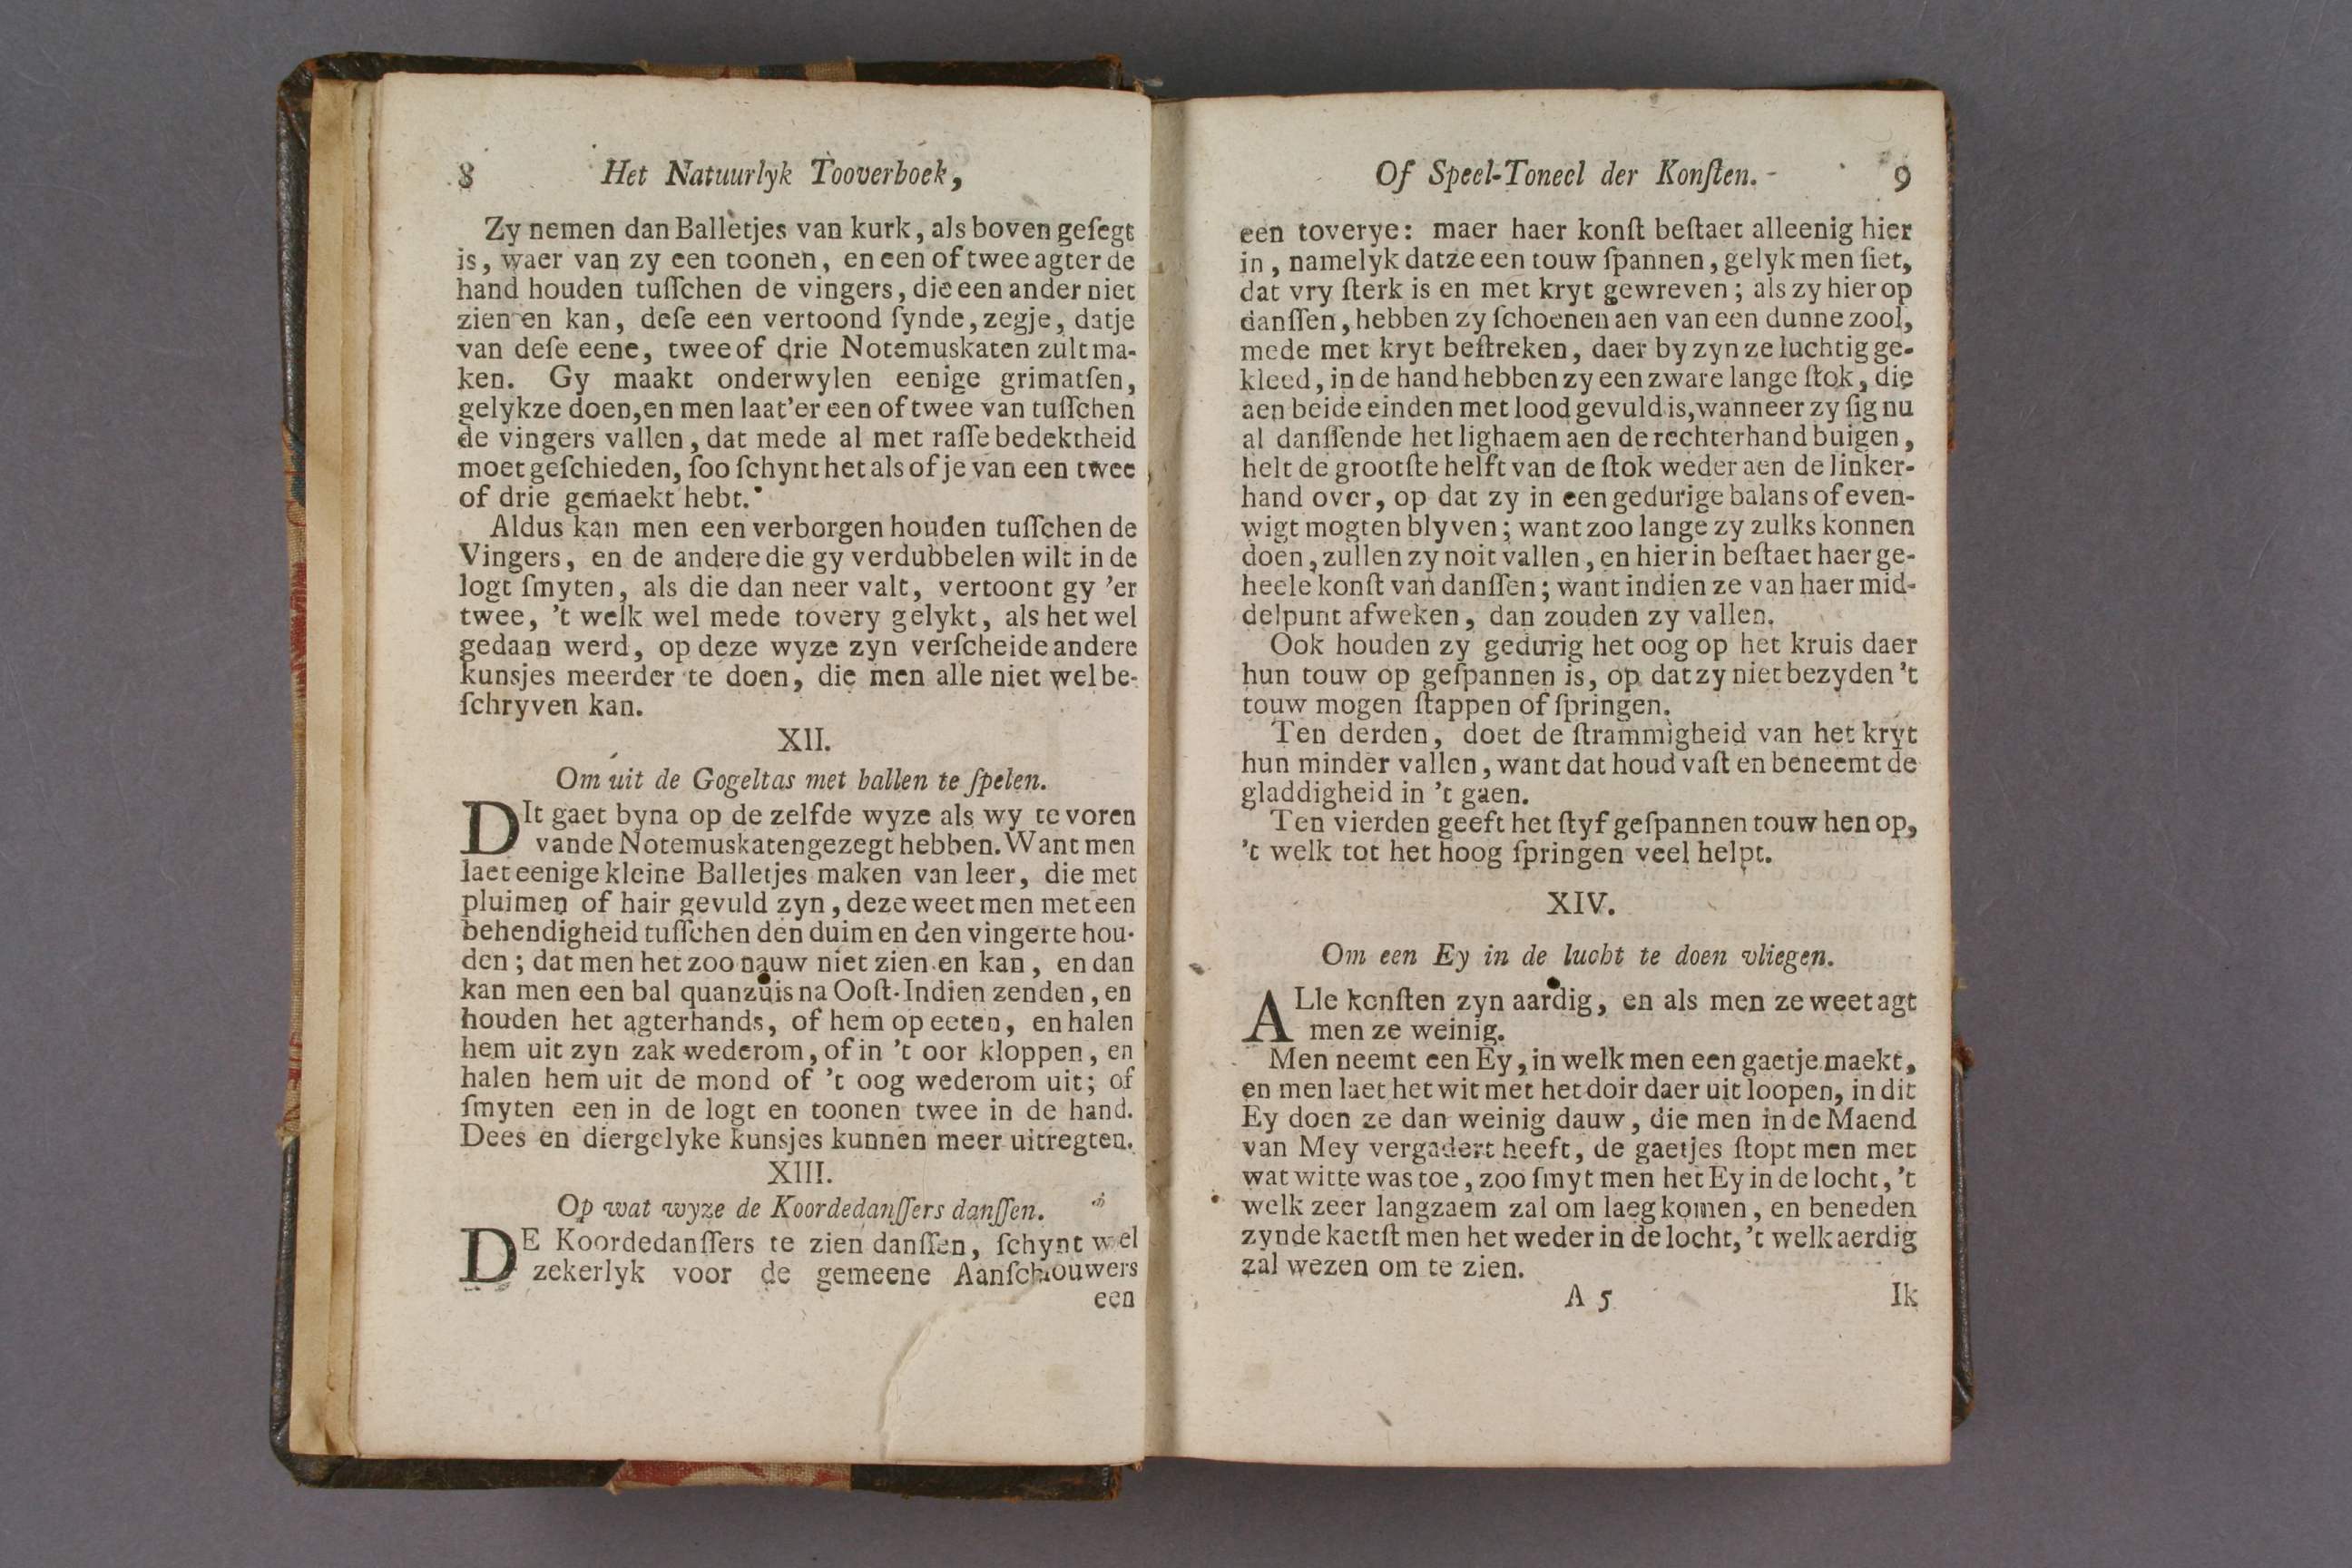 8 Het Natuurlyk Tooverboek,
Zy nemen dan Balletjes van kurk, als boven geſegt
is, waer van zy een toonen, en een of twee agter de
hand houden tuſſchen de vingers, die een ander niet
zien en kan, deſe een vertoond ſynde, zegje, datje
van deſe eene, twee of drie Notemuskaten zult ma-
ken. Gy maakt onderwylen eenige grimatſen,
gelykze doen, en men laat'er een of twee van tuſſchen
de vingers vallen, dat mede al met raſſe bedektheid
moet geſchieden, ſoo ſchynt het als of je van een twee
of drie gemaekt hebt.
Aldus kan men een verborgen houden tuſſchen de
Vingers, en de andere die gy verdubbelen wilt in de
logt ſmyten, als die dan neer valt, vertoont gy 'er
twee, 't welk wel mede tovery gelykt, als het wel
gedaan werd, op deze wyze zyn verſcheide andere
kunsjes meerder te doen, die men alle niet wel be-
ſchryven kan.
XII.
Om uit de Gogeltas met ballen te ſpelen.
DIt gaet byna op de zelfde wyze als wy te voren
vande Notemuskaten gezegt hebben. Want men
laet eenige kleine Balletjes maken van leer, die met
pluimen of hair gevuld zyn, deze weet men met een
behendigheid tuſſchen den duim en den vinger te hou-
den; dat men het zoo nauw niet zien en kan, en dan
kan men een bal quanzuis na Ooſt-Indien zenden, en
houden het agterhands, of hem op eeten, en halen
hem uit zyn zak wederom, of in 't oor kloppen, en
halen hem uit de mond of 't oog wederom uit; of
ſmyten een in de logt en toonen twee in de hand.
Dees en diergelyke kunsjes kunnen meer uitregten.
XIII.
Op wat wyze de Koordedanſſers danſſen.
DE Koordedanſſers te zien danſſen, ſchynt wel
zekerlyk voor de gemeene Aanſchouwers
een
Of Speel-Toneel der Konſten. 9
een toverye: maer haer konſt beſtaet alleenig hier
in, namelyk datze een touw ſpannen, gelyk men ſiet,
dat vry ſterk is en met kryt gewreven; als zy hier op
danſſen, hebben zy ſchoenen aen van een dunne zool,
mede met kryt beſtreken, daer by zyn ze luchtig ge-
kleed, in de hand hebben zy een zware lange ſtok, die
aen beide einden met lood gevuld is, wanneer zy ſig nu
al danſſende het lighaem aen de rechterhand buigen,
helt de grootſte helft van de ſtok weder aen de linker-
hand over, op dat zy in een gedurige balans of even-
wigt mogten blyven; want zoo lange zy zulks konnen
doen, zullen zy noit vallen, en hier in beſtaet haer ge-
heele konſt van danſſen; want indien ze van haer mid-
delpunt afweken, dan zouden zy vallen.
Ook houden zy gedurig het oog op het kruis daer
hun touw op geſpannen is, op dat zy niet bezyden 't
touw mogen ſtappen of ſpringen.
Ten derden, doet de ſtrammigheid van het kryt
hun minder vallen, want dat houd vaſt en beneemt de
gladdigheid in 't gaen.
Ten vierden geeft het ſtyf geſpannen touw hen op,
't welk tot het hoog ſpringen veel helpt.
XIV.
Om een Ey in de lucht te doen vliegen.
ALle konſten zyn aardig, en als men ze weet agt
men ze weinig.
Men neemt een Ey, in welk men een gaetje maekt,
en men laet het wit met het doir daer uit loopen, in dit
Ey doen ze dan weinig dauw, die men in de Maend
van Mey vergadert heeft, de gaetjes ſtopt men met
wat witte was toe, zoo ſmyt men het Ey in de locht, 't
welk zeer langzaem zal om laeg komen, en beneden
zynde kaetſt men het weder in de locht, 't welk aerdig
zal wezen om te zien.
A 5 Ik